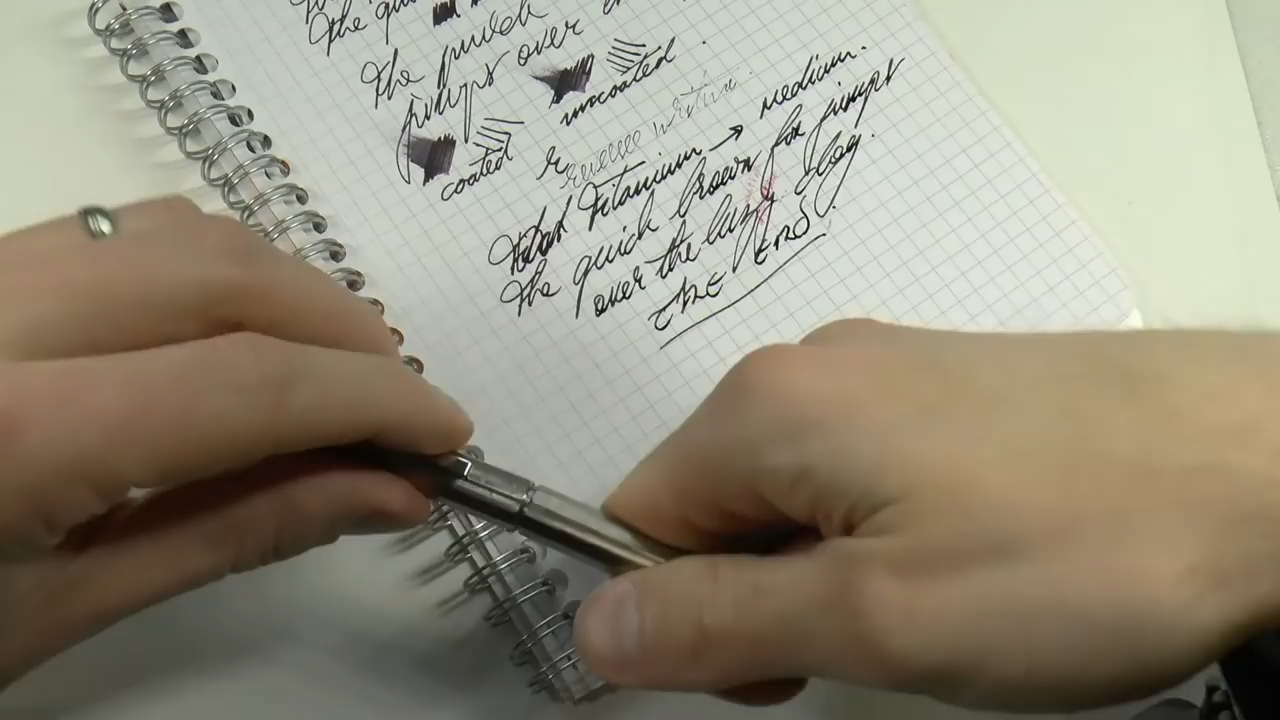 The
The quick
jumps over
uncoated
coated
reverse writing.
Titanium → medium.
The quick brown fox jumps
over the lazy dog.
THE END